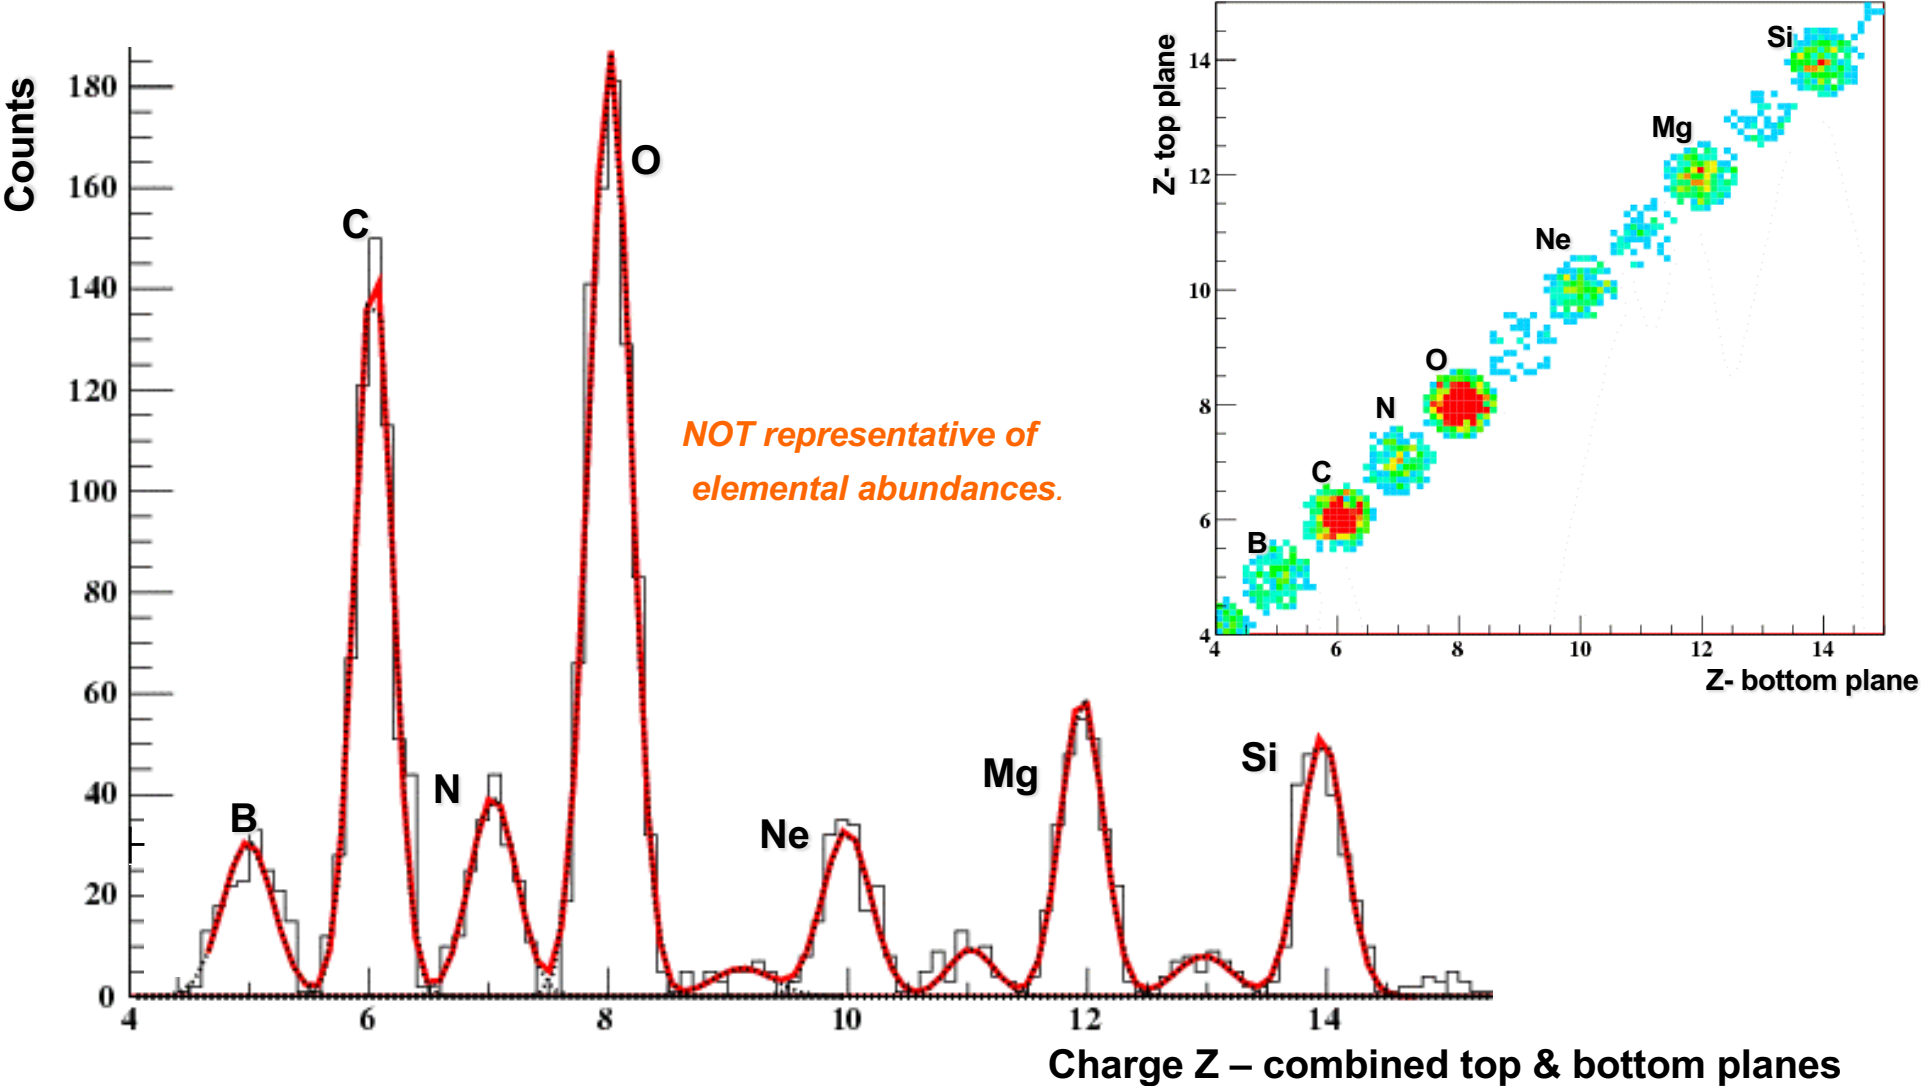 Counts
180
160
140
120
100
80
60
40
20
0
4
6
8
10
12
14
B
C
N
O
Ne
Mg
Si
NOT representative of
elemental abundances.
Charge Z – combined top & bottom planes
Z- top plane
14
12
10
8
6
4
4
6
8
10
12
14
B
C
N
O
Ne
Mg
Si
Z- bottom plane